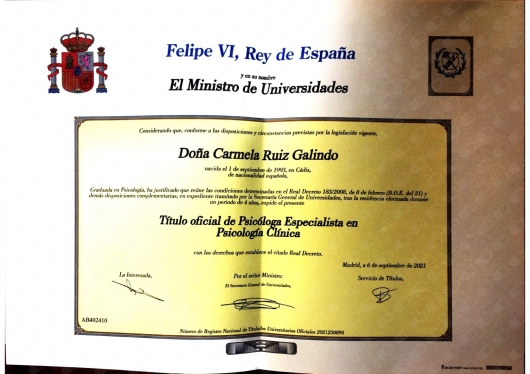 Felipe VI, Rey de España
y en su nombre
El Ministro de Universidades
Considerando que, conforme a las disposiciones y circunstancias previstas por la legislación vigente,
Doña Carmela Ruiz Galindo
nacida el 1 de septiembre de 1993, en Cádiz,
de nacionalidad española,
Graduada en Psicología, ha justificado que reúne las condiciones determinadas en el Real Decreto 183/2008, de 8 de febrero (B.O.E. del 21) y
demás disposiciones complementarias, en expediente tramitado por la Secretaría General de Universidades, tras la residencia efectuada durante
un período de 4 años, expide el presente
Título oficial de Psicóloga Especialista en
Psicología Clínica
con los derechos que establece el citado Real Decreto.
Madrid, a 6 de septiembre de 2021
La Interesada,
Por el señor Ministro:
Servicio de Títulos,
El Secretario General de Universidades,
AB402410
Número de Registro Nacional de Titulados Universitarios Oficiales 2021250094